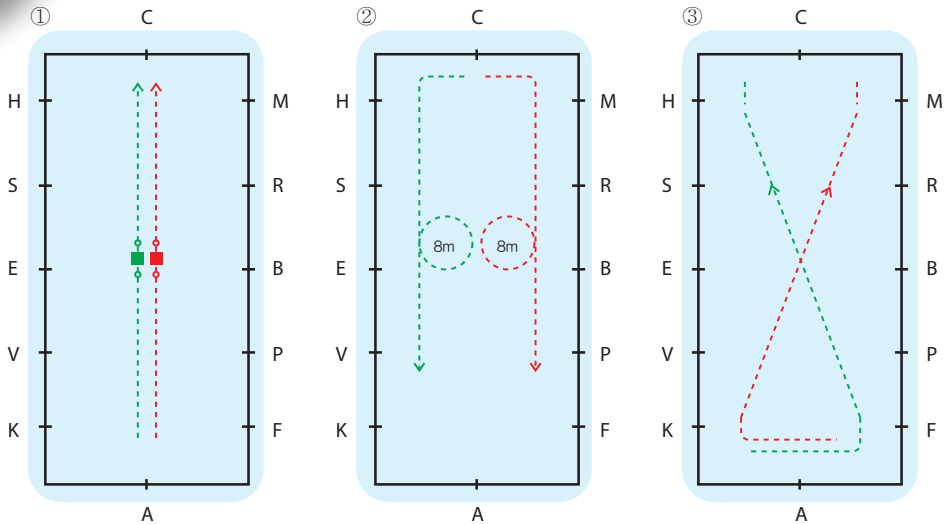 ① C
H M
S R
E B
V P
K F
A
② C
H M
S R
8m 8m
E B
V P
K F
A
③ C
H M
S R
E B
V P
K F
A